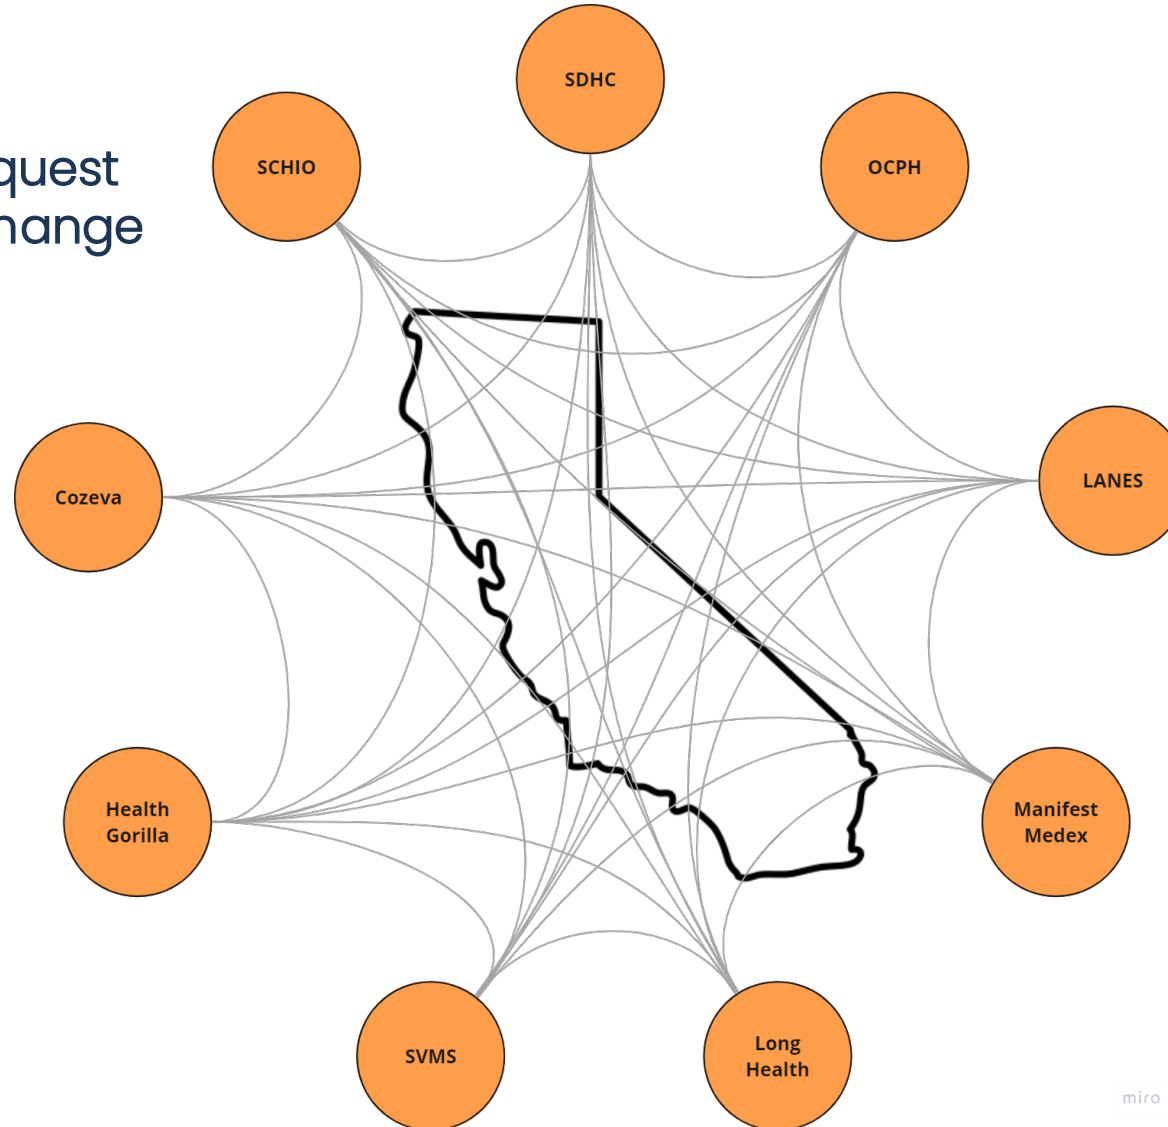 SDHC
SCHIO
OCPH
quest
hange
Cozeva
LANES
Health
Gorilla
Manifest
Medex
SVMS
Long
Health
miro